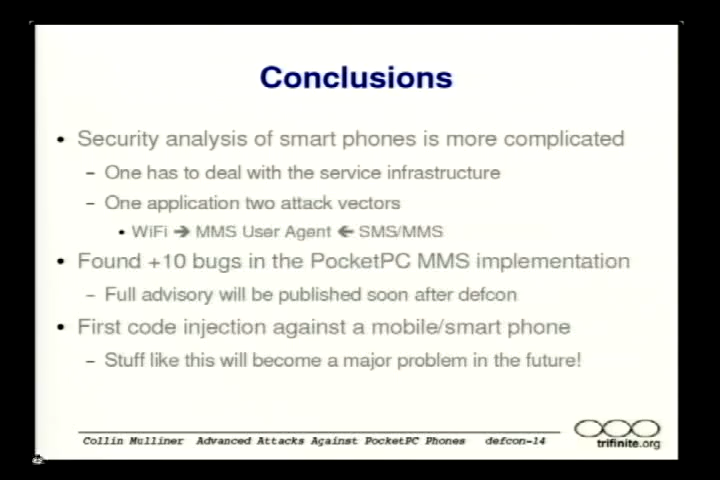 Conclusions
• Security analysis of smart phones is more complicated
– One has to deal with the service infrastructure
– One application two attack vectors
• WiFi ➔ MMS User Agent 🡰 SMS/MMS
• Found +10 bugs in the PocketPC MMS implementation
– Full advisory will be published soon after defcon
• First code injection against a mobile/smart phone
– Stuff like this will become a major problem in the future!
Collin Mulliner Advanced Attacks Against PocketPC Phones defcon-14
trifinite.org